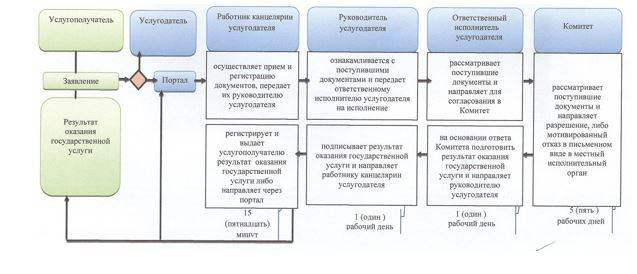 Услугополучатель
Услугодатель
Работник канцелярии
услугодателя
Руководитель
услугодателя
Ответственный
исполнитель
услугодателя
Комитет
Заявление
Портал
осуществляет прием и
регистрацию
документов, передает
их руководителю
услугодателя
ознакамливается с
поступившими
документами и передает
ответственному
исполнителю услугодателя
на исполнение
рассматривает
поступившие
документы и
направляет для
согласования в
Комитет
рассматривает
поступившие
документы и
направляет
разрешение, либо
мотивированный
отказ в письменном
виде в местный
исполнительный
орган
Результат
оказания
государственной
услуги
регистрирует и
выдает
услугополучателю
результат оказания
государственной
услуги либо
направляет через
портал
подписывает результат
оказания государственной
услуги и направляет
работнику канцелярии
услугодателя
на основании ответа
Комитета подготовить
результат оказания
государственной
услуги и направляет
руководителю
услугодателя
15
(пятнадцать)
минут
1 (один )
рабочий день
1 (один )
рабочий день
5 (пять )
рабочих дней